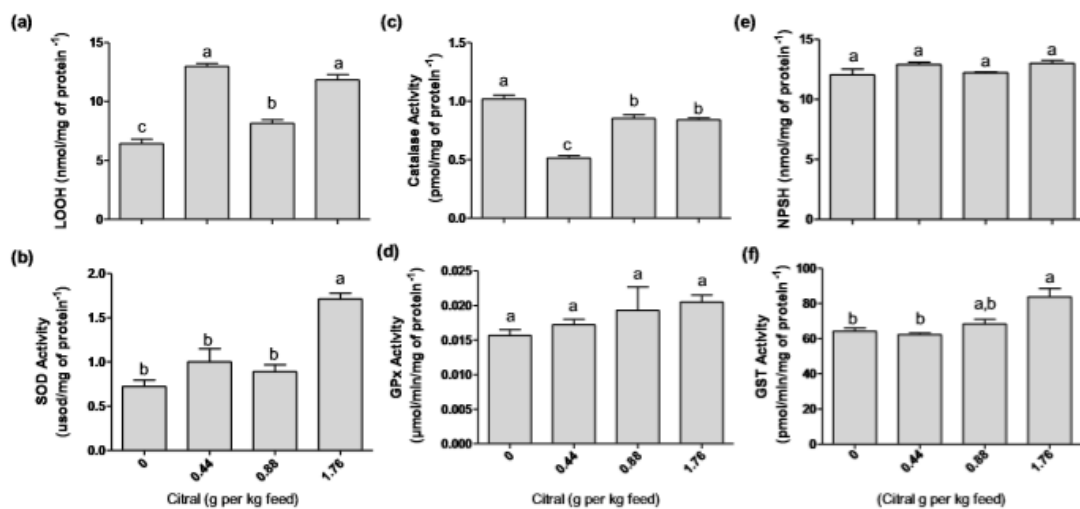 (a)
LOOH (nmol/mg of protein⁻¹)
15
10
5
0
c
a
b
a
(b)
SOD Activity
(usod/mg of protein⁻¹)
2.0
1.5
1.0
0.5
0.0
b
b
b
a
0
0.44
0.88
1.76
Citral (g per kg feed)
(c)
Catalase Activity
(pmol/mg of protein⁻¹)
1.5
1.0
0.5
0.0
a
c
b
b
(d)
GPx Activity
(µmol/min/mg of protein⁻¹)
0.025
0.020
0.015
0.010
0.005
0.000
a
a
a
a
0
0.44
0.88
1.76
Citral (g per kg feed)
(e)
NPSH (nmol/mg of protein⁻¹)
15
10
5
0
a
a
a
a
(f)
GST Activity
(pmol/min/mg of protein⁻¹)
100
80
60
40
20
0
b
b
a,b
a
0
0.44
0.88
1.76
(Citral g per kg feed)